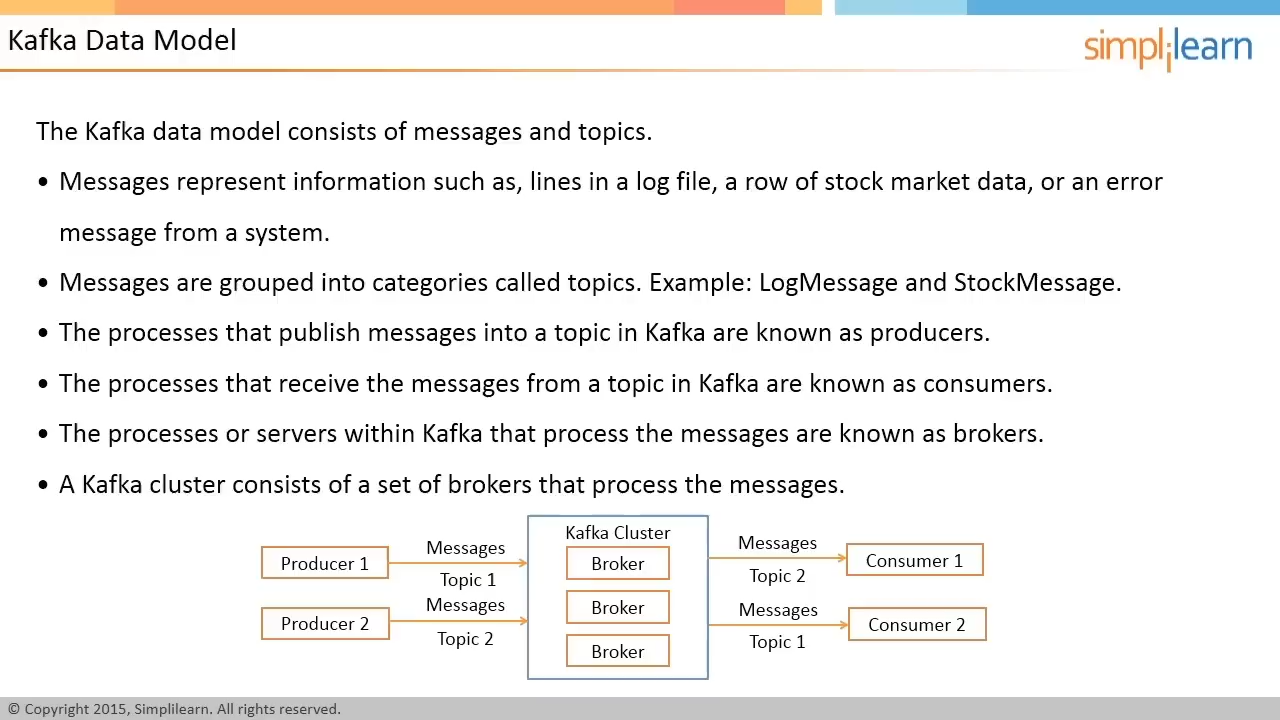 Kafka Data Model
simplilearn
The Kafka data model consists of messages and topics.
• Messages represent information such as, lines in a log file, a row of stock market data, or an error
message from a system.
• Messages are grouped into categories called topics. Example: LogMessage and StockMessage.
• The processes that publish messages into a topic in Kafka are known as producers.
• The processes that receive the messages from a topic in Kafka are known as consumers.
• The processes or servers within Kafka that process the messages are known as brokers.
• A Kafka cluster consists of a set of brokers that process the messages.
Producer 1
Messages
Topic 1
Producer 2
Messages
Topic 2
Kafka Cluster
Broker
Broker
Broker
Messages
Topic 2
Consumer 1
Messages
Topic 1
Consumer 2
© Copyright 2015, Simplilearn. All rights reserved.